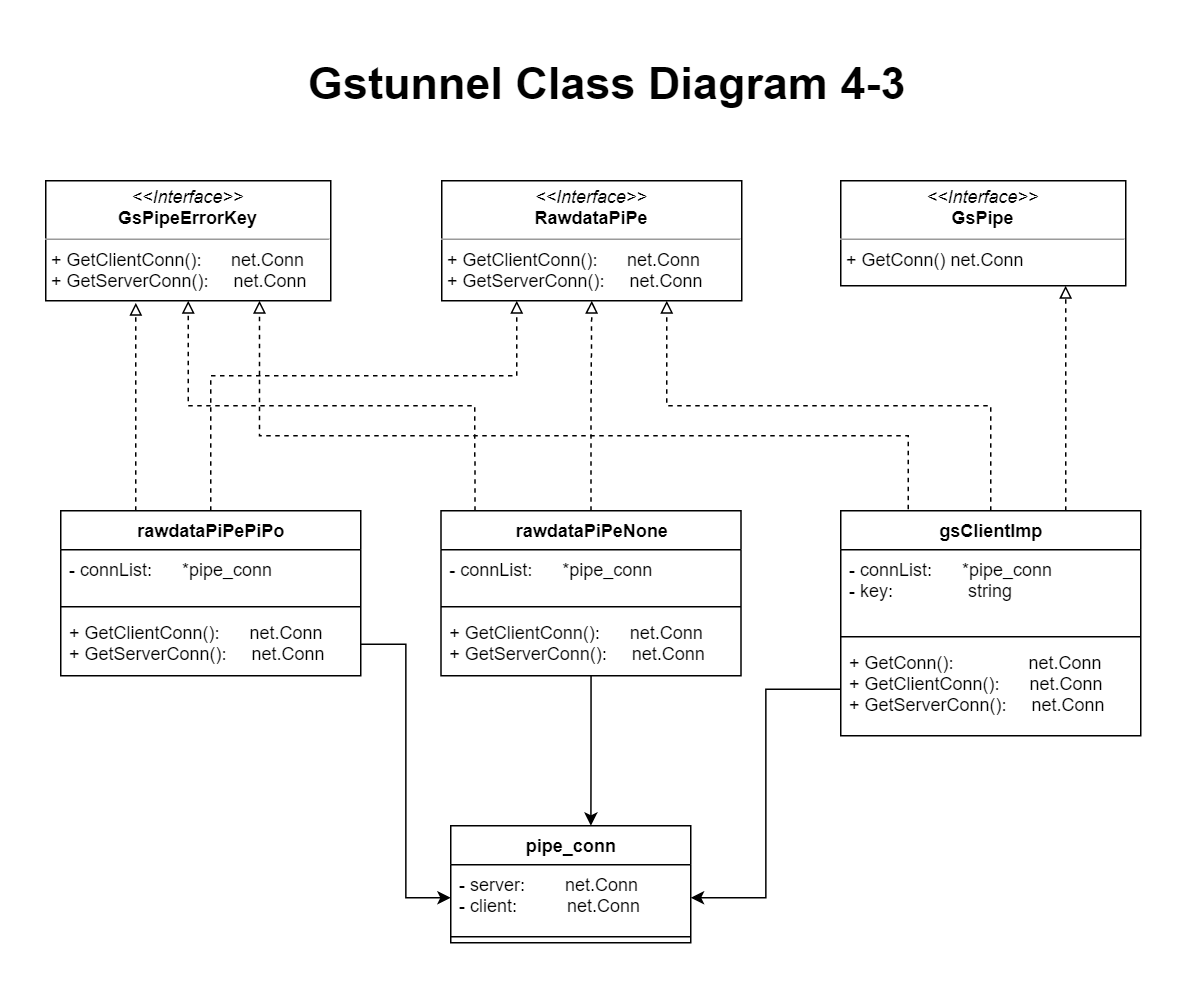 Gstunnel Class Diagram 4-3
<<Interface>>
GsPipeErrorKey
+ GetClientConn(): net.Conn
+ GetServerConn(): net.Conn
<<Interface>>
RawdataPiPe
+ GetClientConn(): net.Conn
+ GetServerConn(): net.Conn
<<Interface>>
GsPipe
+ GetConn() net.Conn
rawdataPiPePiPo
- connList: *pipe_conn
+ GetClientConn(): net.Conn
+ GetServerConn(): net.Conn
rawdataPiPeNone
- connList: *pipe_conn
+ GetClientConn(): net.Conn
+ GetServerConn(): net.Conn
gsClientImp
- connList: *pipe_conn
- key: string
+ GetConn(): net.Conn
+ GetClientConn(): net.Conn
+ GetServerConn(): net.Conn
pipe_conn
- server: net.Conn
- client: net.Conn